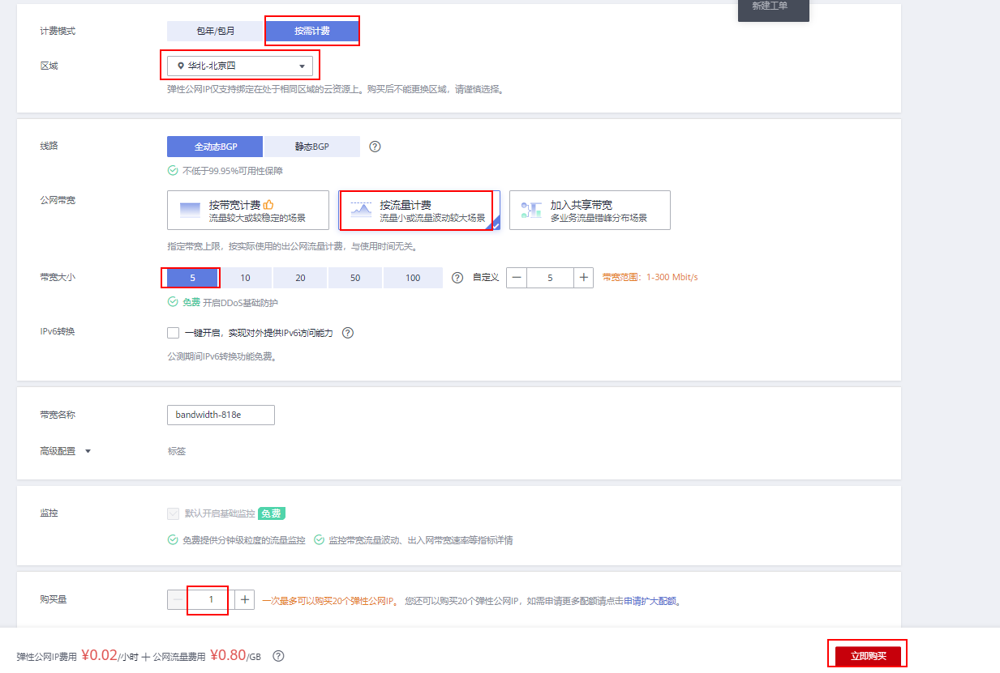 新建工单
计费模式 包年/包月 按需计费
区域 华北-北京四
弹性公网IP仅支持绑定在处于相同区域的云资源上。购买后不能更换区域，请谨慎选择。
线路 全动态BGP 静态BGP
不低于99.95%可用性保障
公网带宽 按带宽计费 按流量计费 加入共享带宽
流量较大或较稳定的场景 流量小或流量波动较大场景 多业务流量错峰分布场景
指定带宽上限，按实际使用的出公网流量计费，与使用时间无关。
带宽大小 5 10 20 50 100 ? 自定义 － 5 ＋ 带宽范围：1-300 Mbit/s
免费 开启DDoS基础防护
IPv6转换 一键开启，实现对外提供IPv6访问能力
公测期间IPv6转换功能免费。
带宽名称 bandwidth-818e
高级配置 标签
监控 默认开启基础监控 免费
免费提供分钟级粒度的流量监控 监控带宽流量波动、出入网带宽速率等指标详情
购买量 － 1 ＋ 一次最多可以购买20个弹性公网IP。 您还可以购买20个弹性公网IP，如需申请更多配额请点击申请扩大配额。
弹性公网IP费用 ¥0.02/小时 ＋ 公网流量费用 ¥0.80/GB ? 立即购买